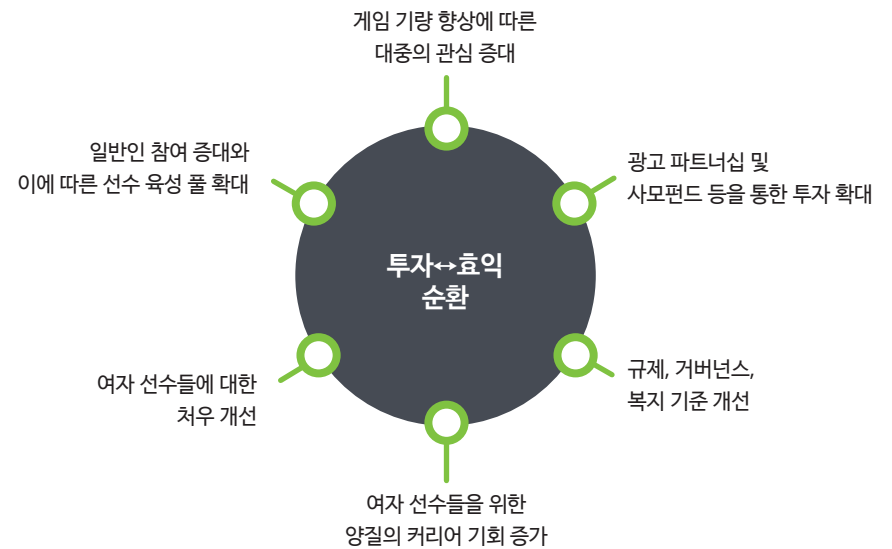 게임 기량 향상에 따른
대중의 관심 증대
일반인 참여 증대와
이에 따른 선수 육성 풀 확대
광고 파트너십 및
사모펀드 등을 통한 투자 확대
투자↔효익
순환
여자 선수들에 대한
처우 개선
규제, 거버넌스,
복지 기준 개선
여자 선수들을 위한
양질의 커리어 기회 증가